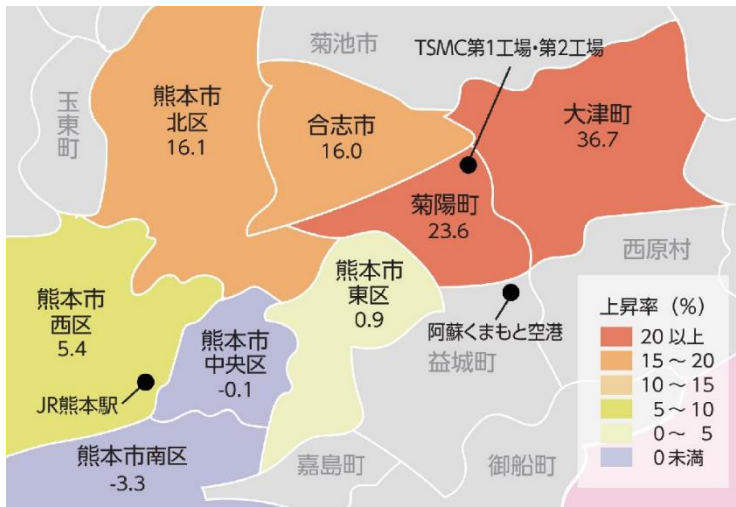 菊池市
TSMC第1工場・第2工場
玉東町
熊本市
北区
16.1
合志市
16.0
大津町
36.7
菊陽町
23.6
西原村
熊本市
東区
0.9
熊本市
西区
5.4
熊本市
中央区
-0.1
阿蘇くまもと空港
益城町
JR熊本駅
熊本市南区
-3.3
嘉島町
御船町
上昇率（%）
20 以上
15～20
10～15
5～10
0～ 5
0 未満